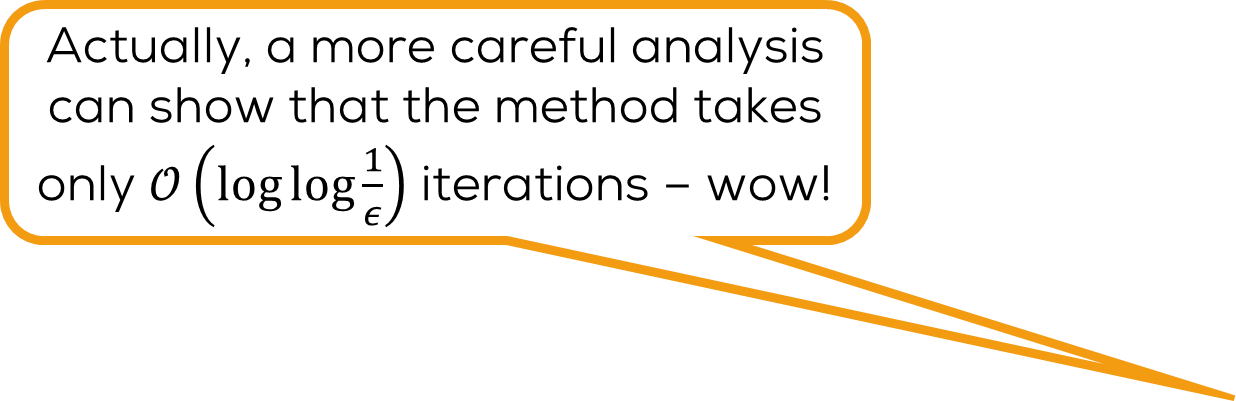 Actually, a more careful analysis
can show that the method takes
only 𝒪 (log log 1/ϵ) iterations – wow!